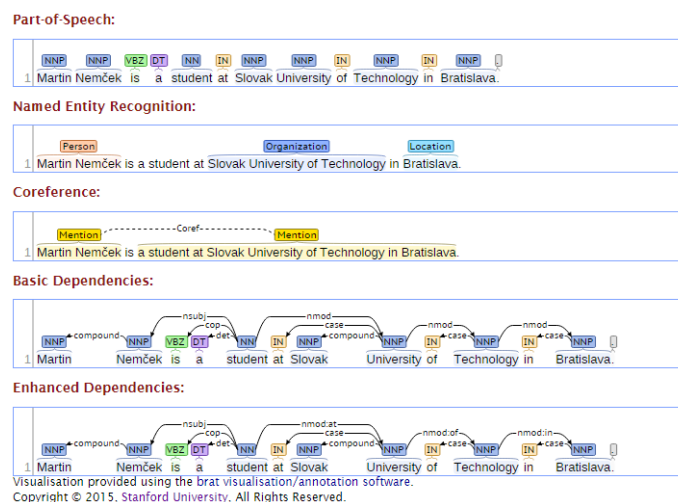 Part-of-Speech:
NNP NNP VBZ DT NN IN NNP NNP IN NNP IN NNP .
1 Martin Nemček is a student at Slovak University of Technology in Bratislava.
Named Entity Recognition:
Person Organization Location
1 Martin Nemček is a student at Slovak University of Technology in Bratislava.
Coreference:
Mention Coref Mention
1 Martin Nemček is a student at Slovak University of Technology in Bratislava.
Basic Dependencies:
nsubj nmod
cop case nmod nmod
NNP compound NNP VBZ DT det NN IN NNP compound NNP IN case NNP IN case NNP .
1 Martin Nemček is a student at Slovak University of Technology in Bratislava.
Enhanced Dependencies:
nsubj nmod:at
cop case nmod:of nmod:in
NNP compound NNP VBZ DT det NN IN NNP compound NNP IN case NNP IN case NNP .
1 Martin Nemček is a student at Slovak University of Technology in Bratislava.
Visualisation provided using the brat visualisation/annotation software.
Copyright © 2015, Stanford University, All Rights Reserved.